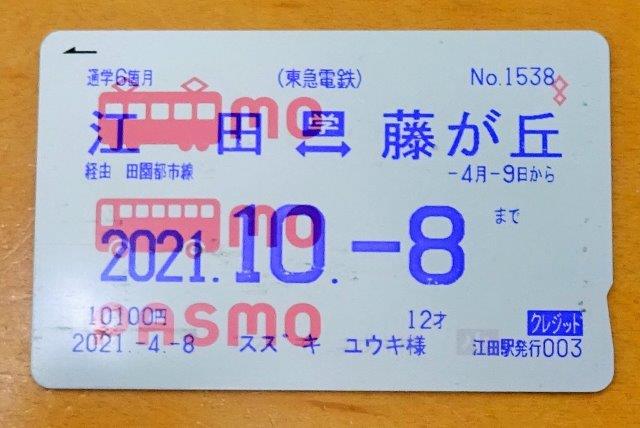 通学6箇月 (東急電鉄) No.1538
mo
江 田 学 藤が丘
経由 田園都市線 -4月-9日から
mo
2021.10.-8 まで
PASMO
10100円 12才 クレジット
2021.-4.-8 スズキ ユウキ様 江田駅発行003